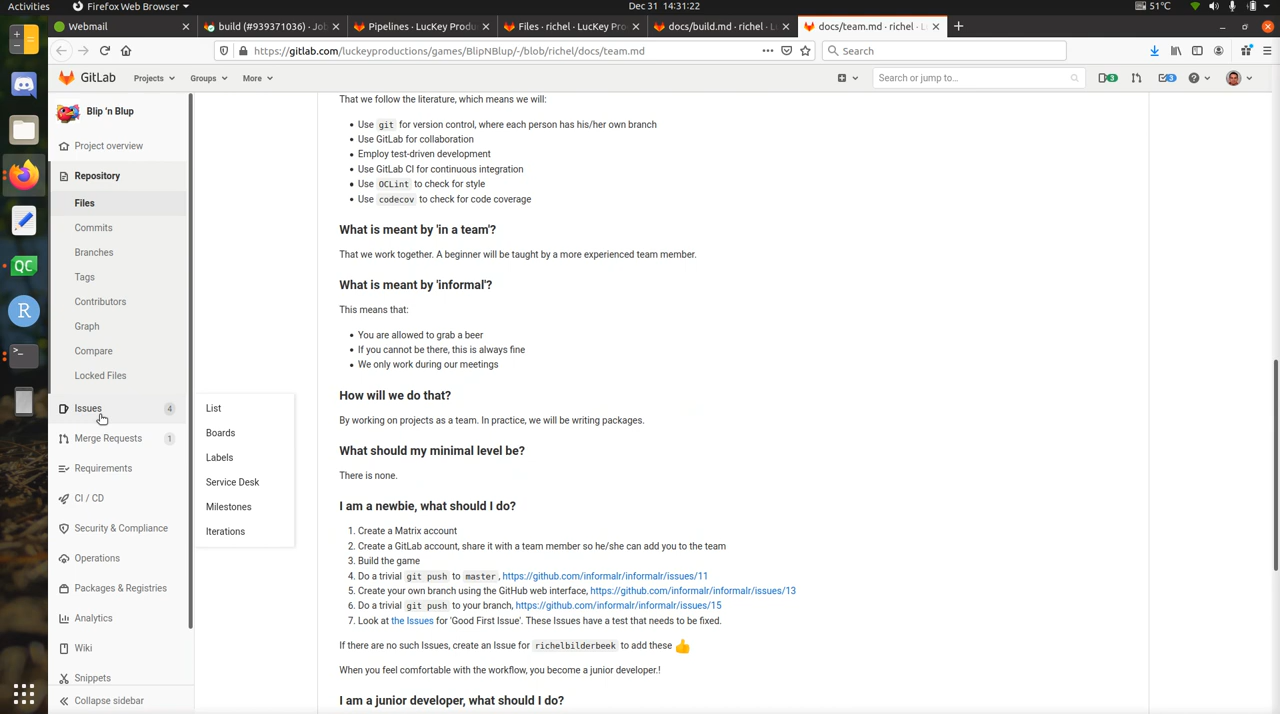 Activities
Firefox Web Browser
Dec 31 14:31:22
51°C
Webmail
build (#939371036) · Job
Pipelines · LucKey Produ
Files · richel · LucKey Pro
docs/build.md · richel · L
docs/team.md · richel · L
https://gitlab.com/luckeyproductions/games/BlipNBlup/-/blob/richel/docs/team.md
Search
GitLab
Projects
Groups
More
Search or jump to...
3
3
Blip 'n Blup
Project overview
Repository
Files
Commits
Branches
Tags
Contributors
Graph
Compare
Locked Files
Issues
4
Merge Requests
1
Requirements
CI / CD
Security & Compliance
Operations
Packages & Registries
Analytics
Wiki
Snippets
Collapse sidebar
List
Boards
Labels
Service Desk
Milestones
Iterations
That we follow the literature, which means we will:
• Use git for version control, where each person has his/her own branch
• Use GitLab for collaboration
• Employ test-driven development
• Use GitLab CI for continuous integration
• Use OCLint to check for style
• Use codecov to check for code coverage
What is meant by 'in a team'?
That we work together. A beginner will be taught by a more experienced team member.
What is meant by 'informal'?
This means that:
• You are allowed to grab a beer
• If you cannot be there, this is always fine
• We only work during our meetings
How will we do that?
By working on projects as a team. In practice, we will be writing packages.
What should my minimal level be?
There is none.
I am a newbie, what should I do?
1. Create a Matrix account
2. Create a GitLab account, share it with a team member so he/she can add you to the team
3. Build the game
4. Do a trivial git push to master, https://github.com/informalr/informalr/issues/11
5. Create your own branch using the GitHub web interface, https://github.com/informalr/informalr/issues/13
6. Do a trivial git push to your branch, https://github.com/informalr/informalr/issues/15
7. Look at the Issues for 'Good First Issue'. These Issues have a test that needs to be fixed.
If there are no such Issues, create an Issue for richelbilderbeek to add these 👍
When you feel comfortable with the workflow, you become a junior developer.!
I am a junior developer, what should I do?
QC
R
>_